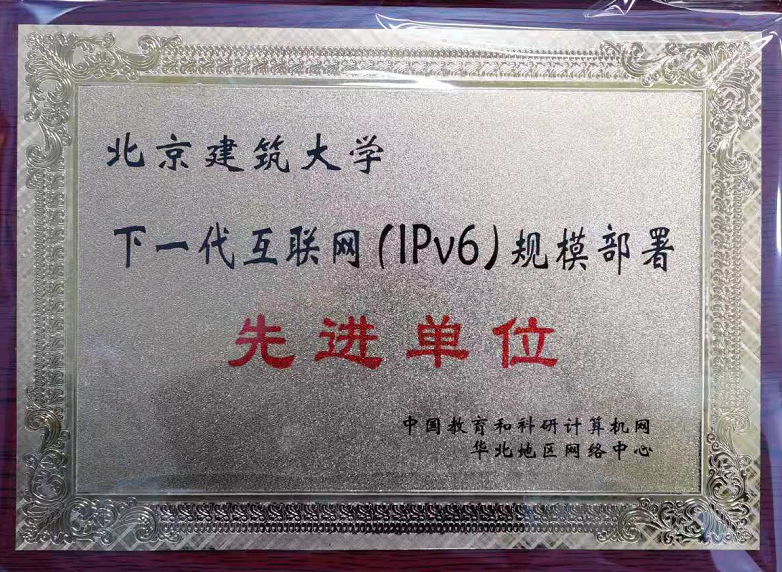 北京建筑大学
下一代互联网(IPv6)规模部署
先进单位
中国教育和科研计算机网
华北地区网络中心